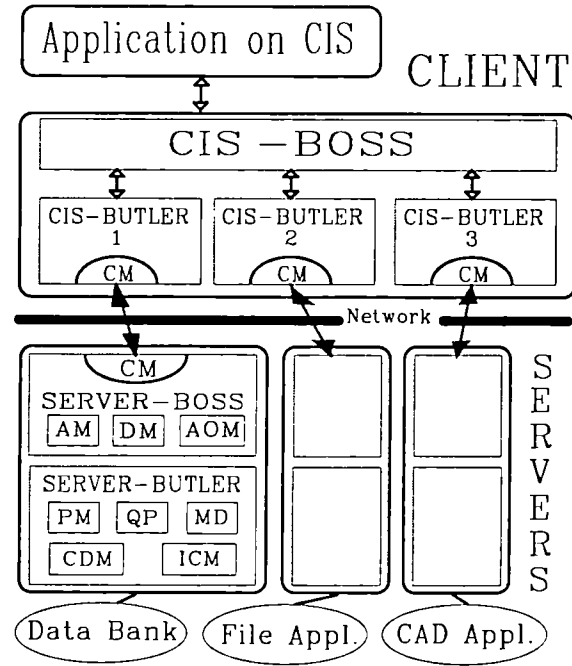 Application on CIS
CLIENT
CIS - BOSS
CIS-BUTLER 1
CIS-BUTLER 2
CIS-BUTLER 3
CM
CM
CM
Network
CM
SERVER-BOSS
AM DM AOM
SERVER-BUTLER
PM QP MD
CDM ICM
SERVERS
Data Bank
File Appl.
CAD Appl.